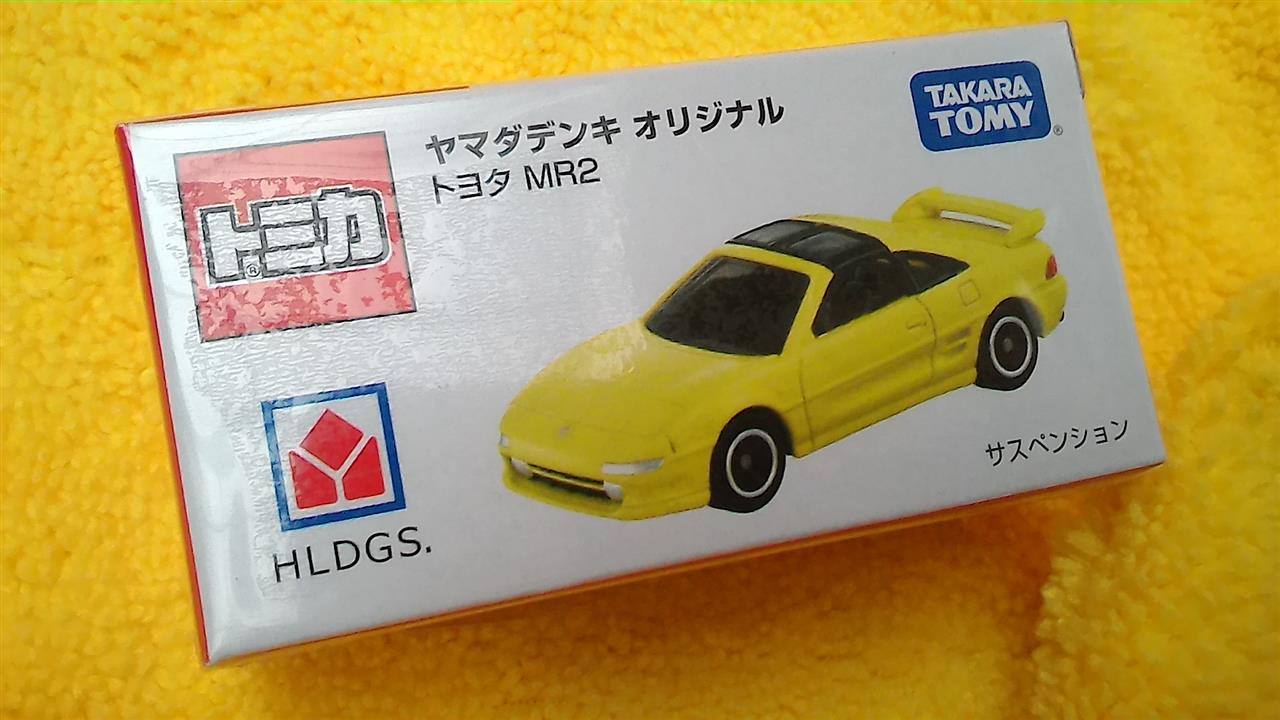 トミカ®
ヤマダデンキ オリジナル
トヨタ MR2
TAKARA
TOMY®
サスペンション
HLDGS.